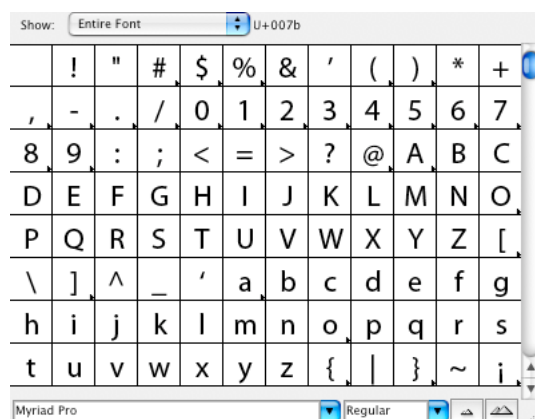 Show: Entire Font U+007b
! " # $ % & ' ( ) * +
, - . / 0 1 2 3 4 5 6 7
8 9 : ; < = > ? @ A B C
D E F G H I J K L M N O
P Q R S T U V W X Y Z [
\ ] ^ _ ‘ a b c d e f g
h i j k l m n o p q r s
t u v w x y z { | } ~ ¡
Myriad Pro Regular